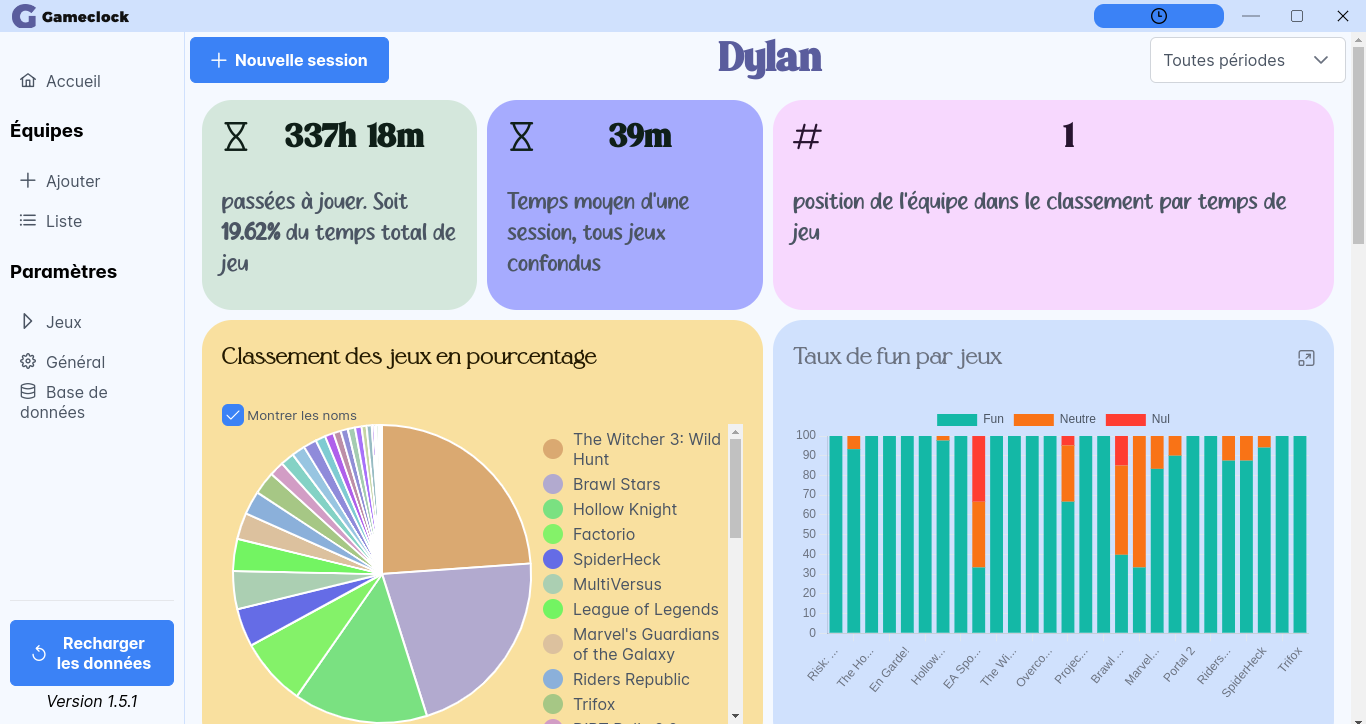 Gameclock
Accueil
Équipes
Ajouter
Liste
Paramètres
Jeux
Général
Base de
données
Recharger
les données
Version 1.5.1
Nouvelle session
Dylan
Toutes périodes
337h 18m
passées à jouer. Soit
19.62% du temps total de
jeu
39m
Temps moyen d'une
session, tous jeux
confondus
#
1
position de l'équipe dans le classement par temps de
jeu
Classement des jeux en pourcentage
Montrer les noms
The Witcher 3: Wild
Hunt
Brawl Stars
Hollow Knight
Factorio
SpiderHeck
MultiVersus
League of Legends
Marvel's Guardians
of the Galaxy
Riders Republic
Trifox
Taux de fun par jeux
Fun
Neutre
Nul
100
90
80
70
60
50
40
30
20
10
0
Risk: ...
The Ho...
En Garde!
Hollow...
EA Spo...
The Wi...
Overco...
Projec...
Brawl ...
Marvel...
Portal 2
Riders...
SpiderHeck
Trifox